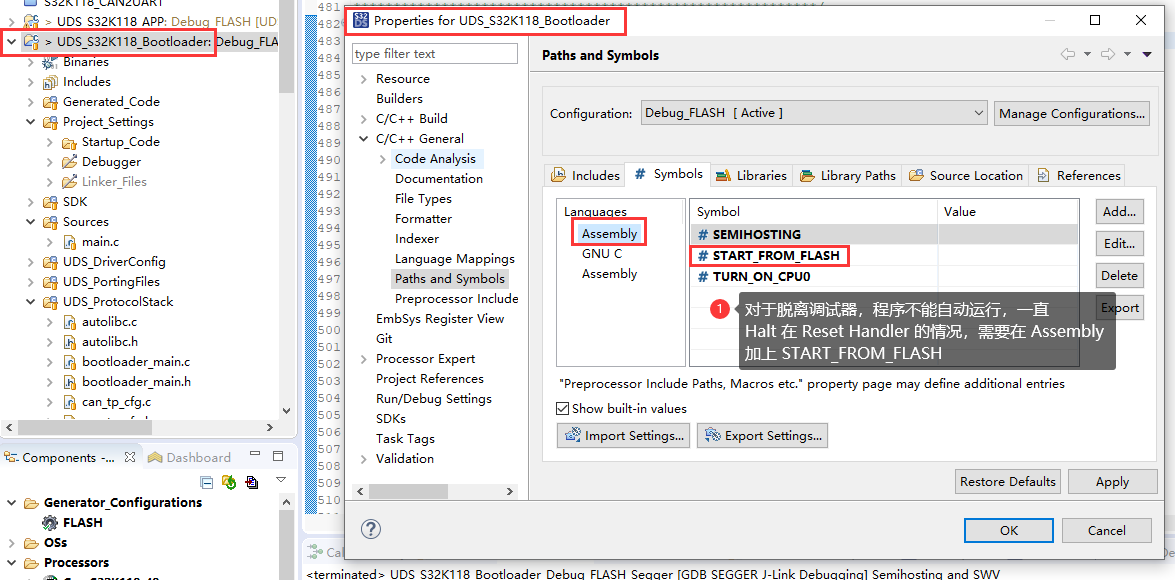 S32K118_CAN2UART
> UDS_S32K118 APP: Debug_FLASH [UD
> UDS_S32K118_Bootloader: Debug_FLA
Binaries
Includes
Generated_Code
Project_Settings
Startup_Code
Debugger
Linker_Files
SDK
Sources
main.c
UDS_DriverConfig
UDS_PortingFiles
UDS_ProtocolStack
autolibc.c
autolibc.h
bootloader_main.c
bootloader_main.h
can_tp_cfg.c
Components -...
Dashboard
Generator_Configurations
FLASH
OSs
Processors
481
482
483
484
485
486
487
488
489
490
491
492
493
494
495
496
497
498
499
500
501
502
503
504
505
506
507
508
509
510
Properties for UDS_S32K118_Bootloader
type filter text
Resource
Builders
C/C++ Build
C/C++ General
Code Analysis
Documentation
File Types
Formatter
Indexer
Language Mappings
Paths and Symbols
Preprocessor Include
EmbSys Register View
Git
Processor Expert
Project References
Run/Debug Settings
SDKs
Task Tags
Validation
Paths and Symbols
Configuration:
Debug_FLASH [ Active ]
Manage Configurations...
Includes
# Symbols
Libraries
Library Paths
Source Location
References
Languages
Assembly
GNU C
Assembly
Symbol
Value
# SEMIHOSTING
# START_FROM_FLASH
# TURN_ON_CPU0
Add...
Edit...
Delete
Export
1
对于脱离调试器，程序不能自动运行，一直
Halt 在 Reset Handler 的情况，需要在 Assembly
加上 START_FROM_FLASH
"Preprocessor Include Paths, Macros etc." property page may define additional entries
Show built-in values
Import Settings...
Export Settings...
Restore Defaults
Apply
OK
Cancel
<terminated> UDS_S32K118_Bootloader_Debug_FLASH_Segger [GDB SEGGER J-Link Debugging] Semihosting and SWV